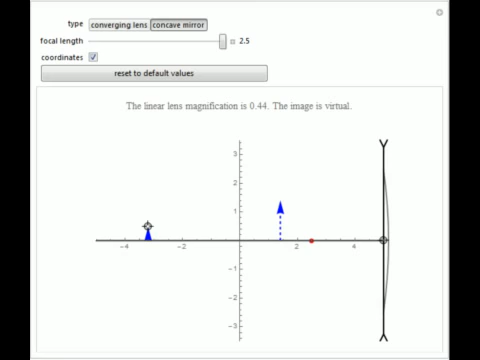 type converging lens concave mirror
focal length 2.5
coordinates
reset to default values
The linear lens magnification is 0.44. The image is virtual.
3
2
1
-4 -2 2 4
-1
-2
-3